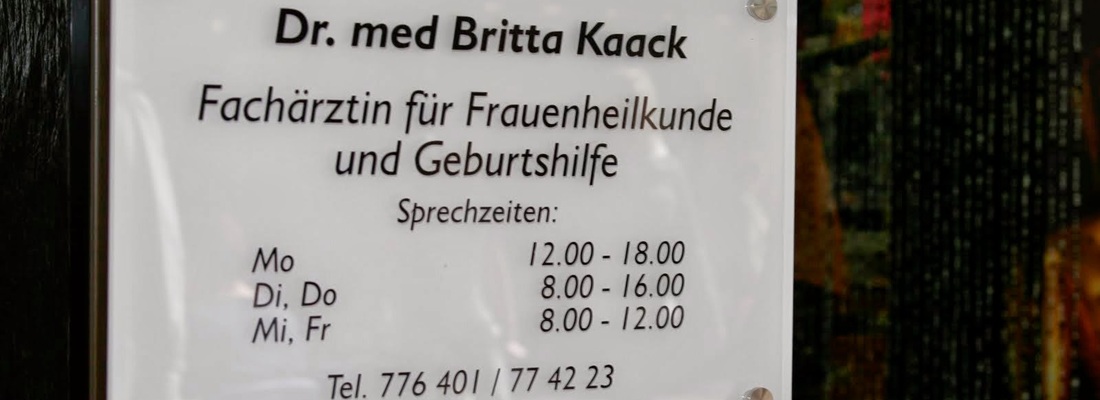 Dr. med Britta Kaack
Fachärztin für Frauenheilkunde
und Geburtshilfe
Sprechzeiten:
Mo 12.00 - 18.00
Di, Do 8.00 - 16.00
Mi, Fr 8.00 - 12.00
Tel. 776 401 / 77 42 23